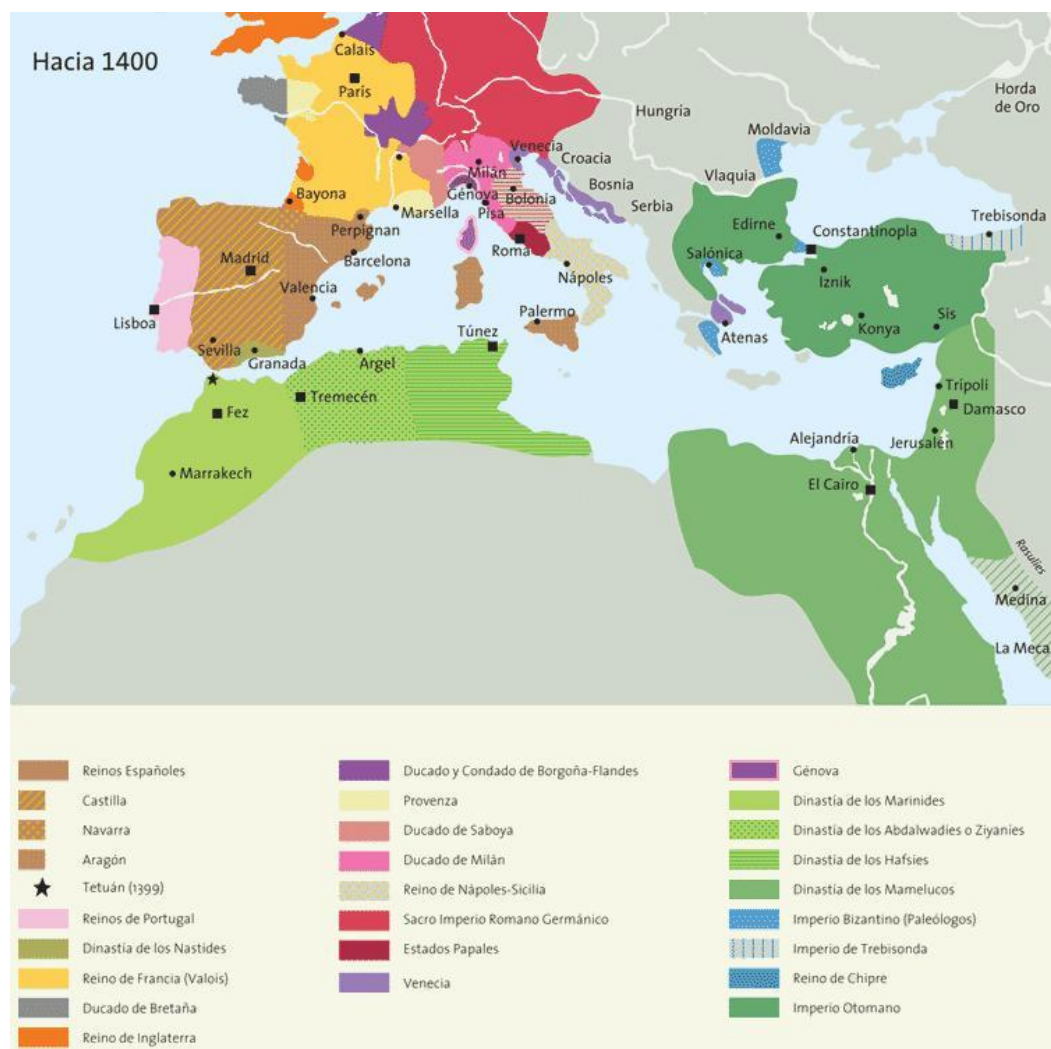 Hacia 1400
Calais
París
Hungria
Horda
de Oro
Moldavia
Venecia
Croacia
Vlaquia
Milán
Bosnia
Bayona
Génova
Bolonia
Serbia
Edirne
Trebisonda
Marsella
Pisa
Constantinopla
Perpignan
Roma
Salónica
Madrid
Barcelona
Nápoles
Iznik
Valencia
Palermo
Lisboa
Túnez
Konya
Sis
Atenas
Sevilla
Granada
Argel
Trípoli
Tremecén
Damasco
Fez
Alejandría
Jerusalén
Marrakech
El Cairo
Rasulíes
Medina
La Meca
Reinos Españoles
Castilla
Navarra
Aragón
Tetuán (1399)
Reinos de Portugal
Dinastía de los Nastides
Reino de Francia (Valois)
Ducado de Bretaña
Reino de Inglaterra
Ducado y Condado de Borgoña-Flandes
Provenza
Ducado de Saboya
Ducado de Milán
Reino de Nápoles-Sicilia
Sacro Imperio Romano Germánico
Estados Papales
Venecia
Génova
Dinastía de los Marinides
Dinastía de los Abdalwadíes o Ziyaníes
Dinastía de los Hafsíes
Dinastía de los Mamelucos
Imperio Bizantino (Paleólogos)
Imperio de Trebisonda
Reino de Chipre
Imperio Otomano